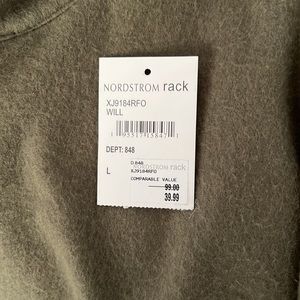 NORDSTROM rack
XJ9184RFO
WILL
DEPT: 848
D.848
L
XJ9184RFO
COMPARABLE VALUE
99.00
39.99